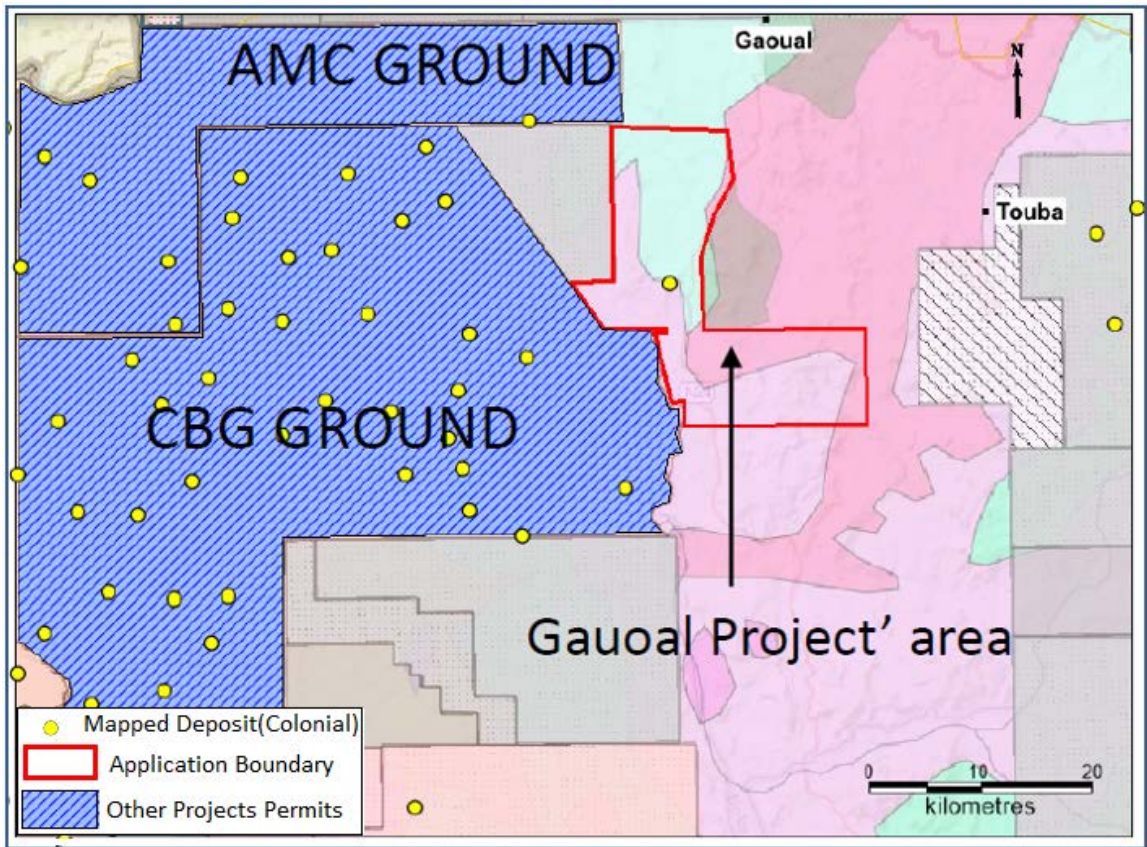 AMC GROUND
Gaoual
N
Touba
CBG GROUND
Gauoal Project’ area
Mapped Deposit(Colonial)
Application Boundary
Other Projects Permits
0 10 20
kilometres